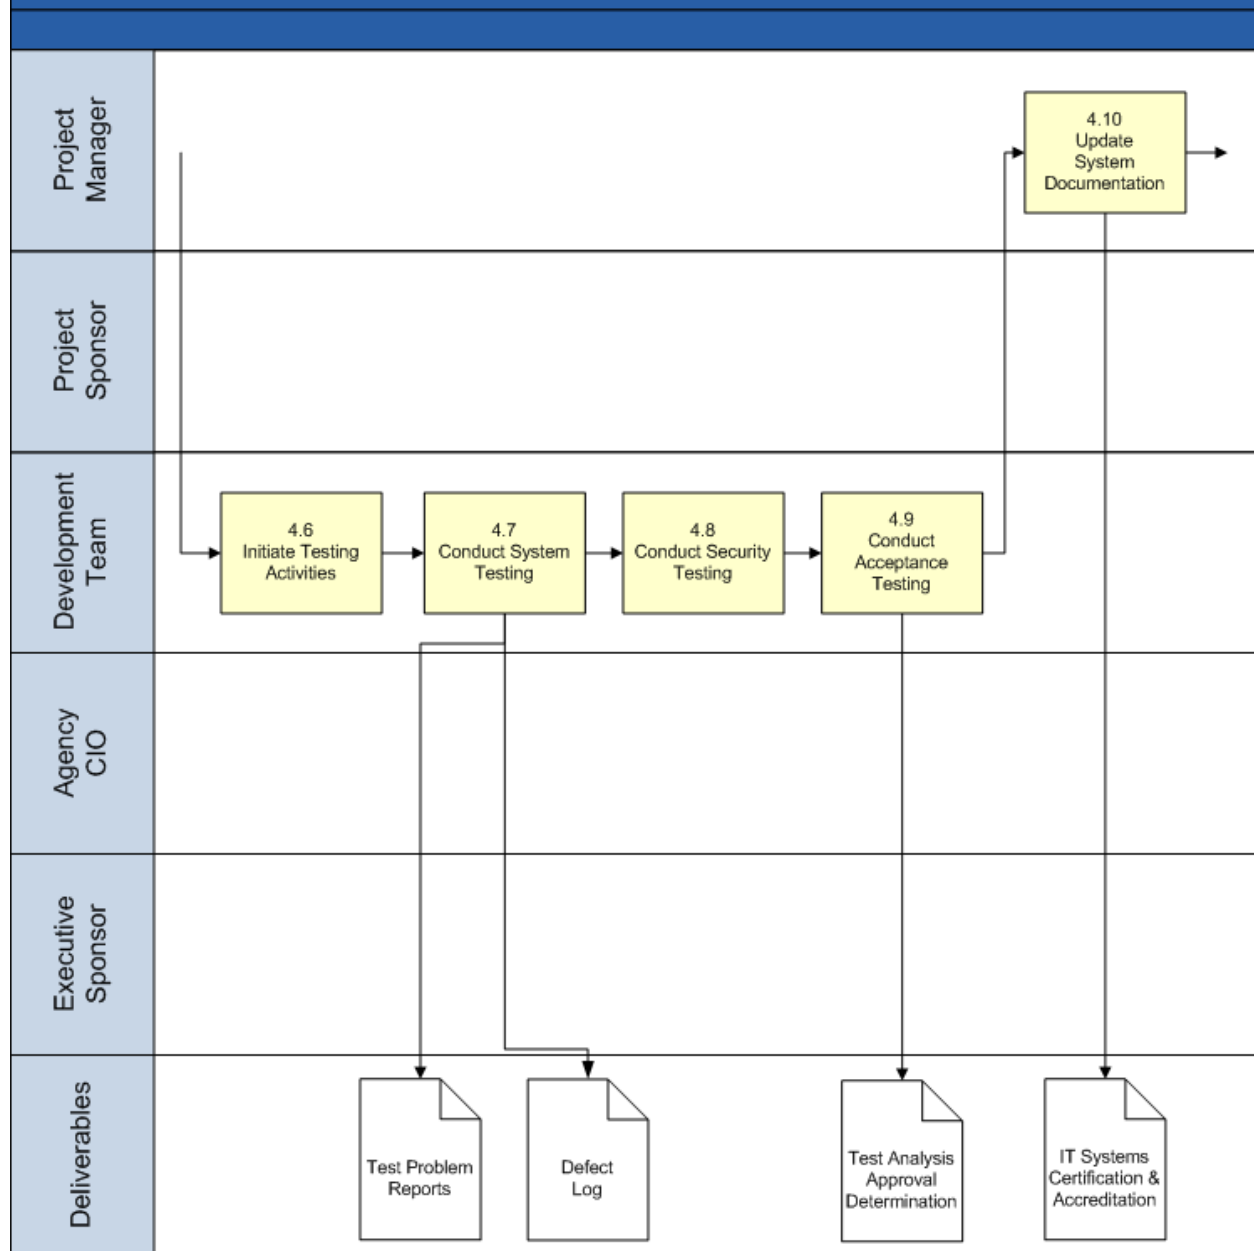 Project
Manager
4.10
Update
System
Documentation
Project
Sponsor
Development
Team
4.6
Initiate Testing
Activities
4.7
Conduct System
Testing
4.8
Conduct Security
Testing
4.9
Conduct
Acceptance
Testing
Agency
CIO
Executive
Sponsor
Deliverables
Test Problem
Reports
Defect
Log
Test Analysis
Approval
Determination
IT Systems
Certification &
Accreditation